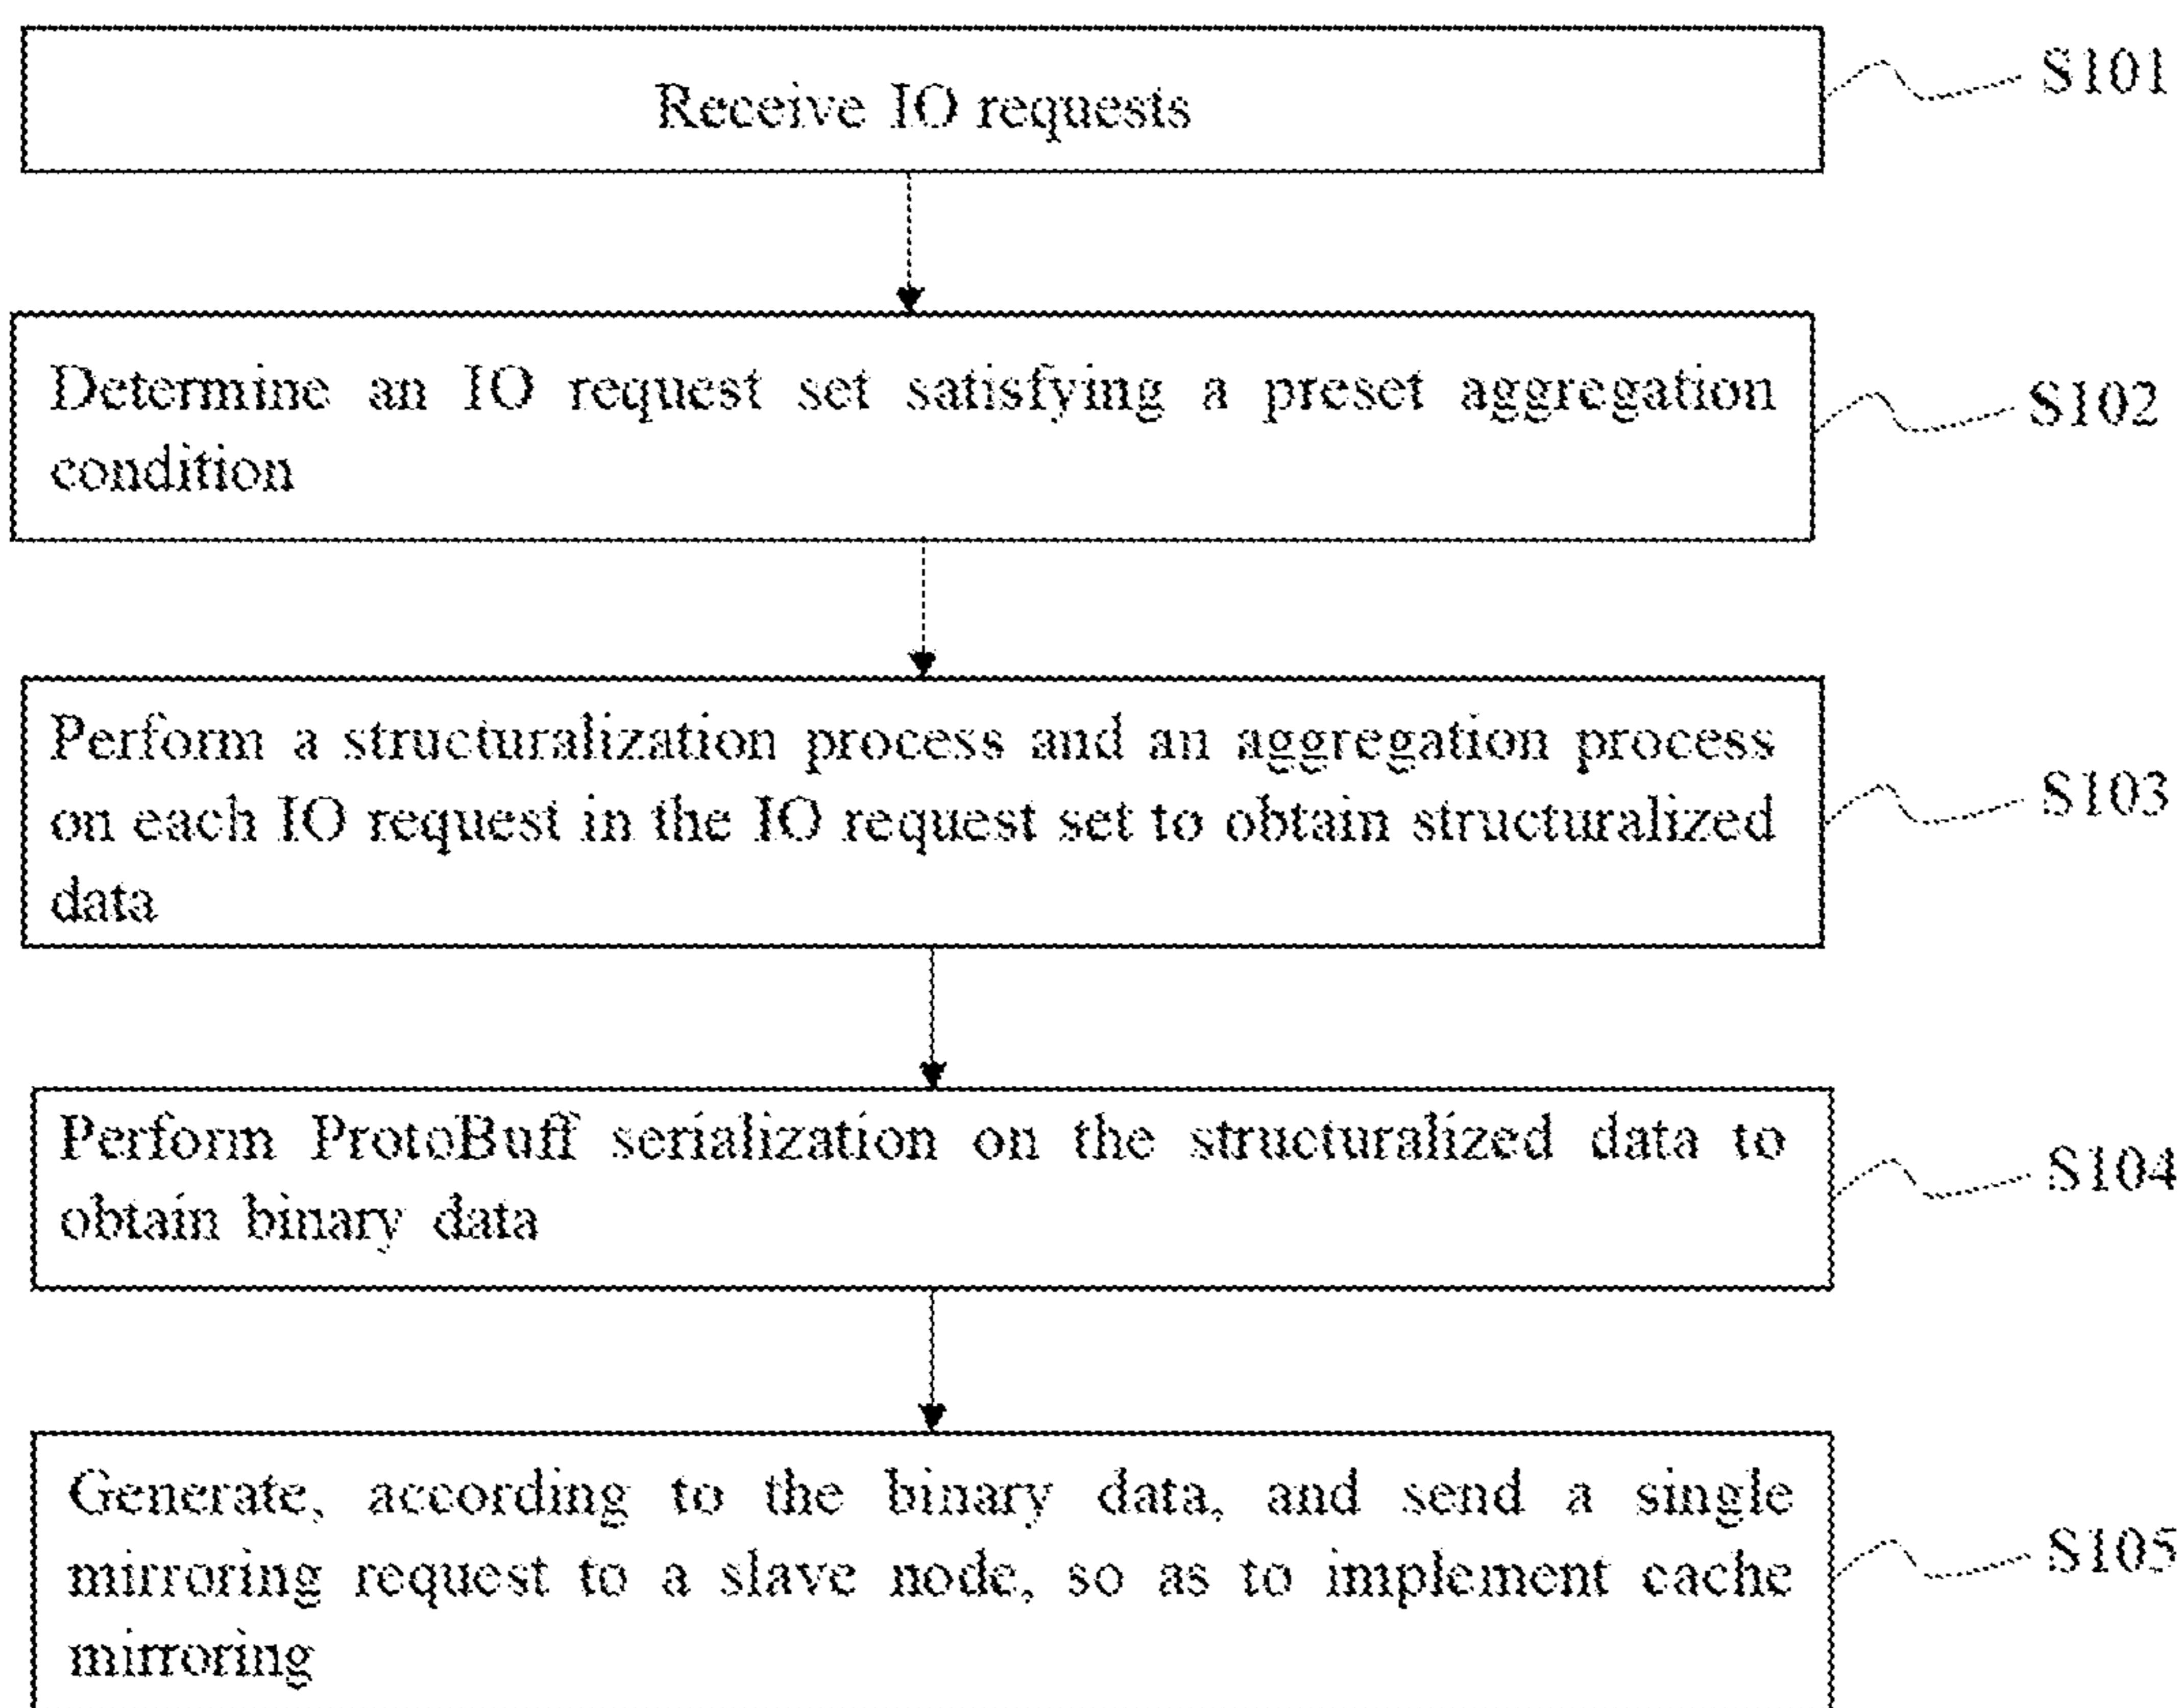 Receive IO requests
S101
Determine an IO request set satisfying a preset aggregation
condition
S102
Perform a structuralization process and an aggregation process
on each IO request in the IO request set to obtain structuralized
data
S103
Perform ProtoBuff serialization on the structuralized data to
obtain binary data
S104
Generate, according to the binary data, and send a single
mirroring request to a slave node, so as to implement cache
mirroring
S105